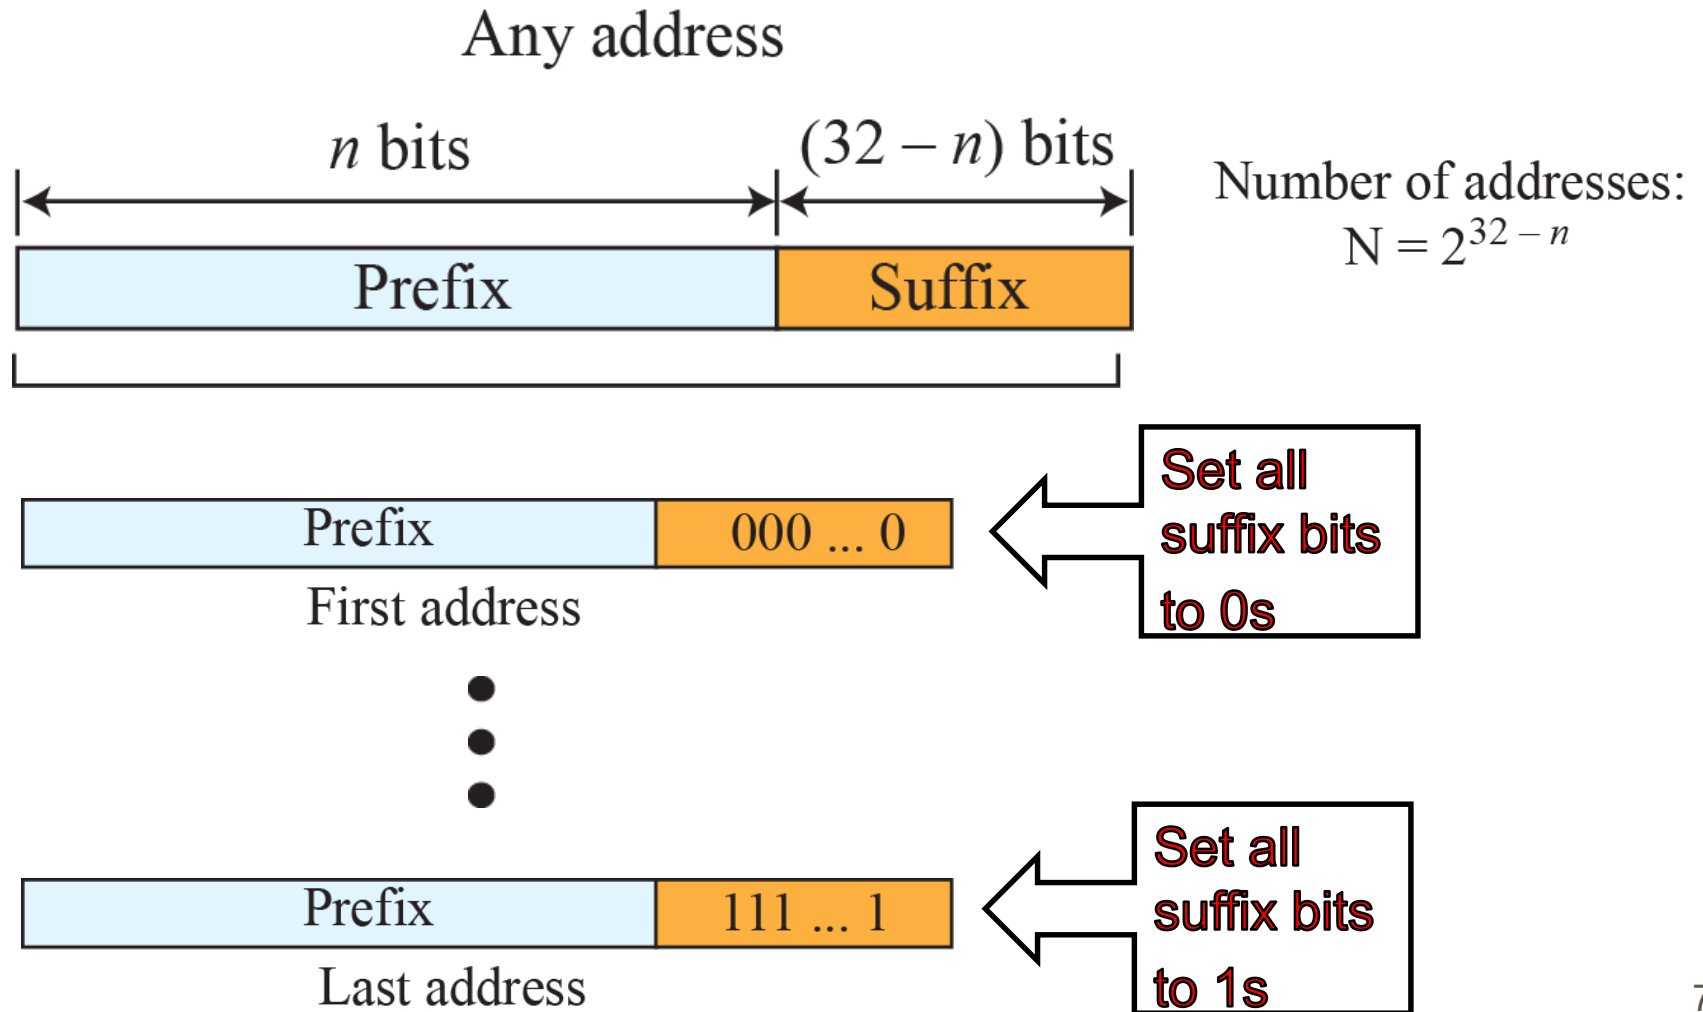 Any address
n bits
(32 – n) bits
Number of addresses:
N = 2^{32 – n}
Prefix
Suffix
Set all
suffix bits
to 0s
Prefix
000 ... 0
First address
Set all
suffix bits
to 1s
Prefix
111 ... 1
Last address
7